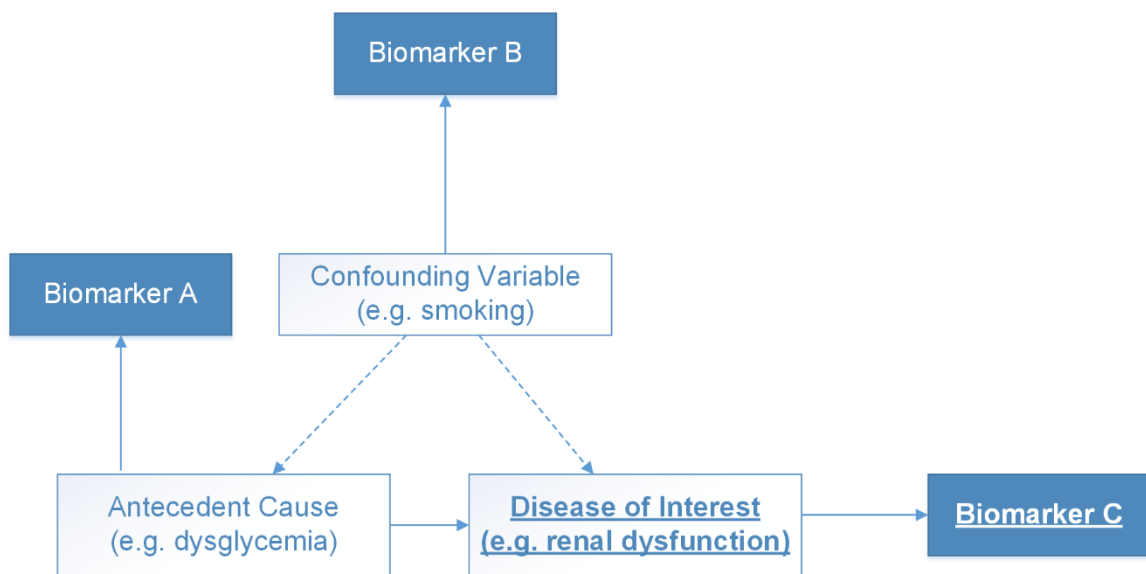 Biomarker B
Confounding Variable
(e.g. smoking)
Biomarker A
Antecedent Cause
(e.g. dysglycemia)
Disease of Interest
(e.g. renal dysfunction)
Biomarker C